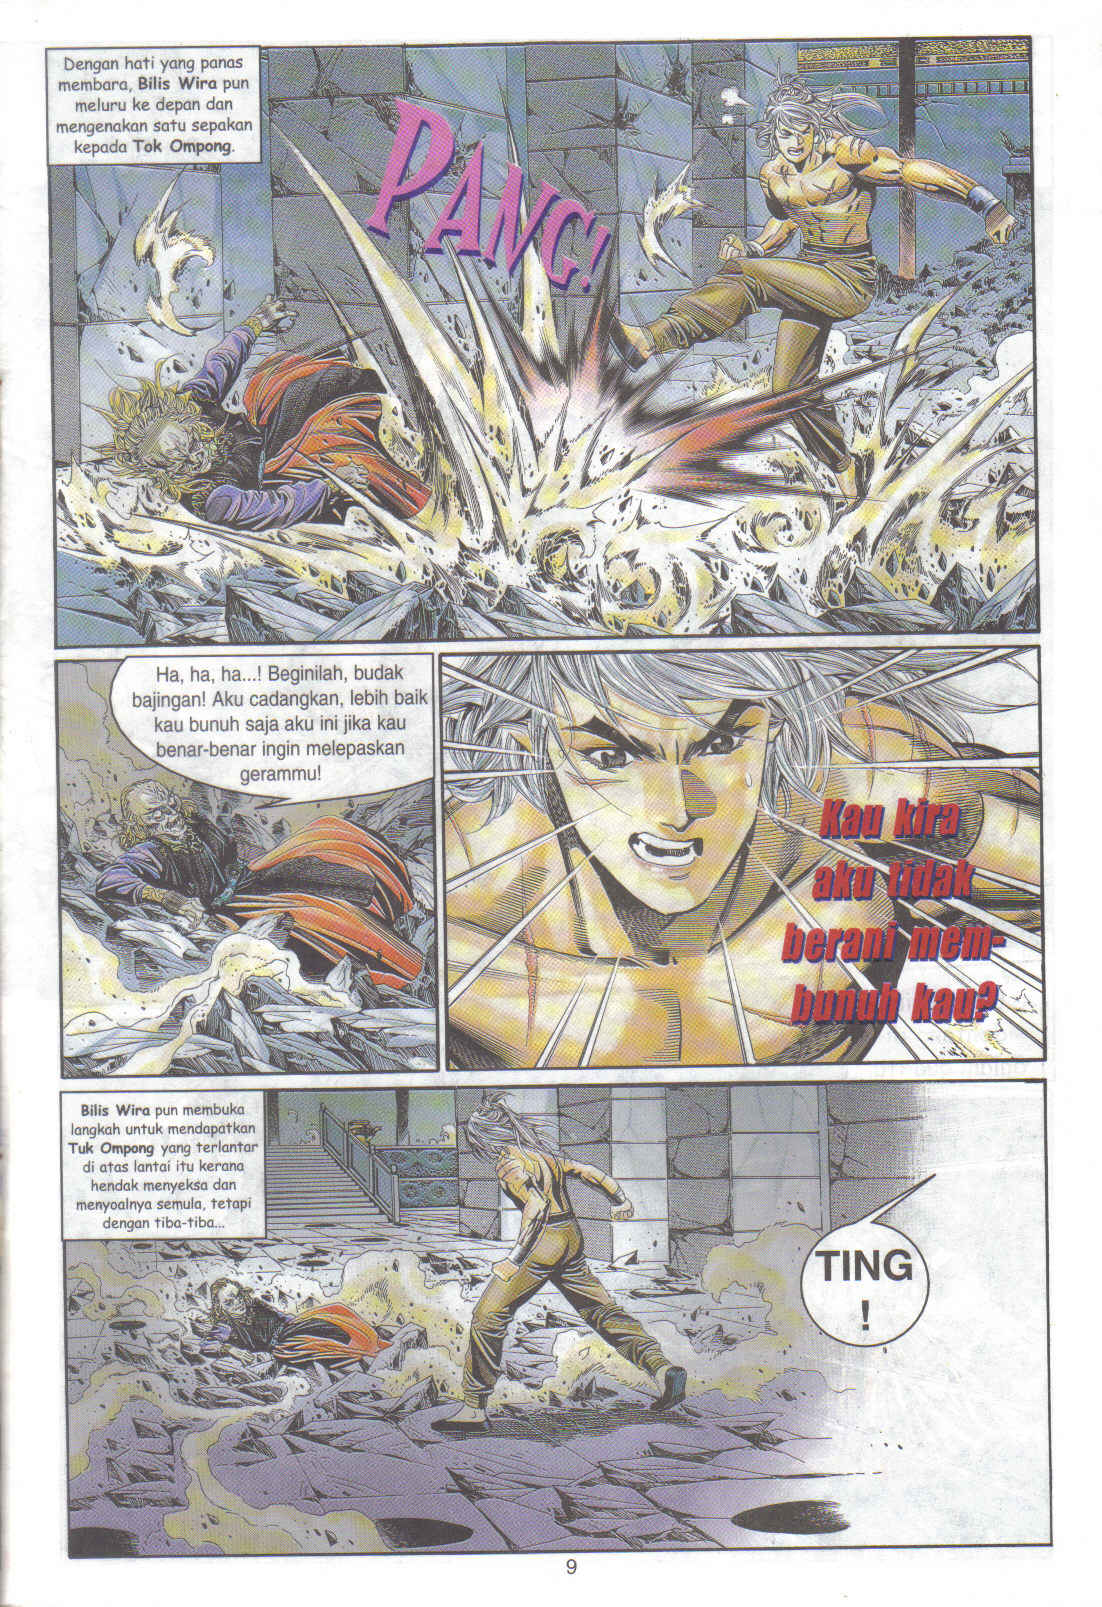 Dengan hati yang panas
membara, Bilis Wira pun
meluru ke depan dan
mengenakan satu sepakan
kepada Tok Ompong.
PANG!
Ha, ha, ha...! Beginilah, budak
bajingan! Aku cadangkan, lebih baik
kau bunuh saja aku ini jika kau
benar-benar ingin melepaskan
gerammu!
Kau kira
aku tidak
berani mem-
bunuh kau?
Bilis Wira pun membuka
langkah untuk mendapatkan
Tuk Ompong yang terlantar
di atas lantai itu kerana
hendak menyeksa dan
menyoalnya semula, tetapi
dengan tiba-tiba...
TING
!
9